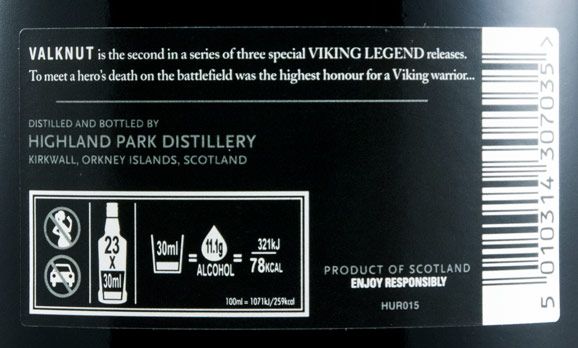 VALKNUT is the second in a series of three special VIKING LEGEND releases.
To meet a hero's death on the battlefield was the highest honour for a Viking warrior...
DISTILLED AND BOTTLED BY
HIGHLAND PARK DISTILLERY
KIRKWALL, ORKNEY ISLANDS, SCOTLAND
23
X
30ml
30ml
=
11.1g
ALCOHOL
=
321kJ
78KCAL
100ml = 1071kJ/259kcal
PRODUCT OF SCOTLAND
ENJOY RESPONSIBLY
HUR015
5 010314 307035 >